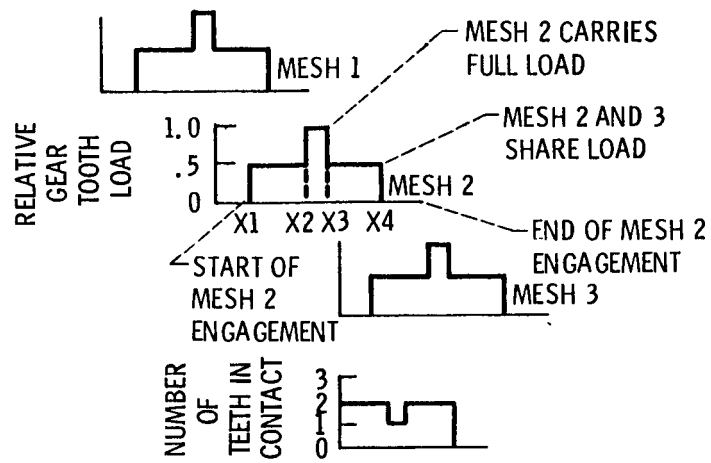 MESH 1
MESH 2 CARRIES
FULL LOAD
RELATIVE
GEAR
TOOTH
LOAD
1.0
.5
0
MESH 2 AND 3
SHARE LOAD
MESH 2
X1 X2 X3 X4
START OF
MESH 2
ENGAGEMENT
END OF MESH 2
ENGAGEMENT
MESH 3
NUMBER
OF
TEETH IN
CONTACT
3
2
1
0